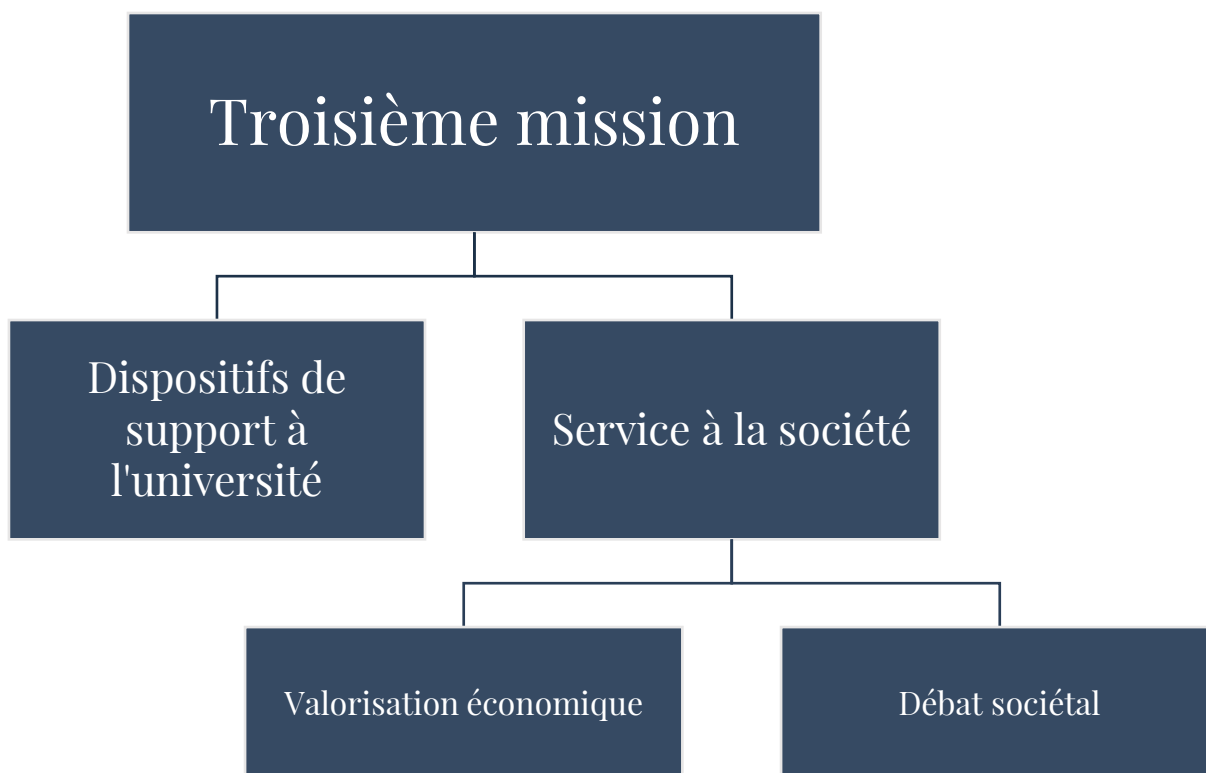 Troisième mission
Dispositifs de
support à
l'université
Service à la société
Valorisation économique
Débat sociétal